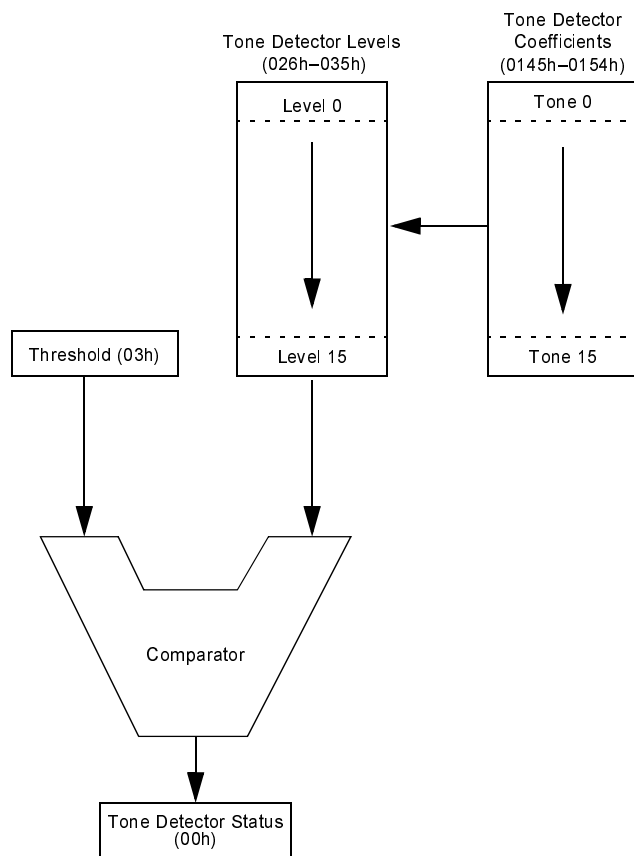 Tone Detector Levels
(026h–035h)
Tone Detector
Coefficients
(0145h–0154h)
Level 0
Tone 0
Level 15
Tone 15
Threshold (03h)
Comparator
Tone Detector Status
(00h)